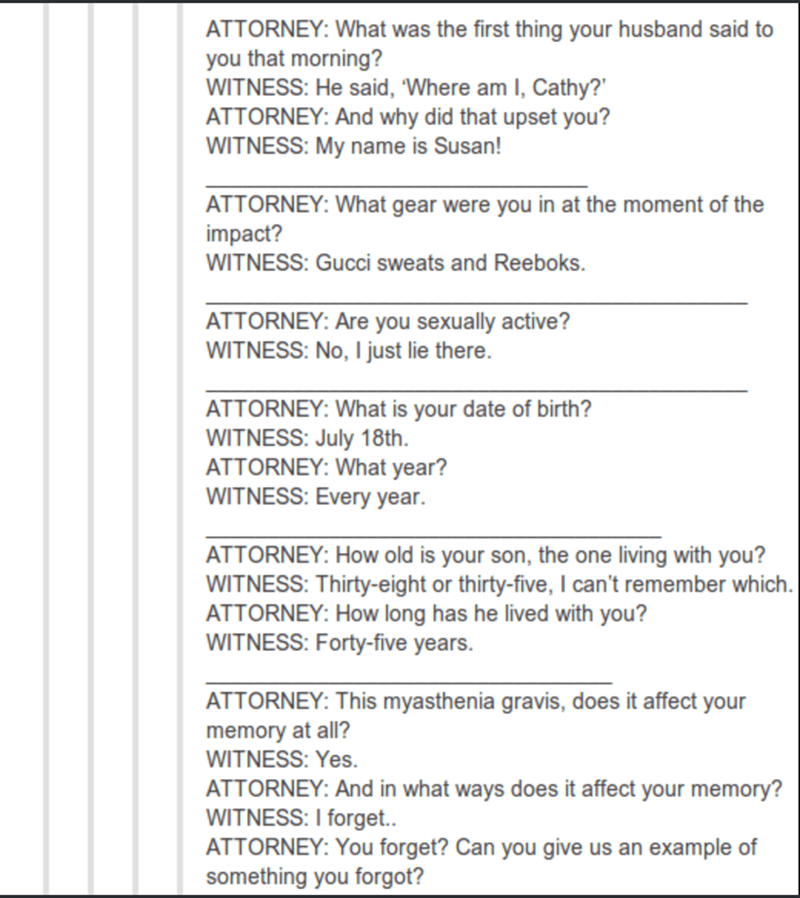 ATTORNEY: What was the first thing your husband said to
you that morning?
WITNESS: He said, ‘Where am I, Cathy?’
ATTORNEY: And why did that upset you?
WITNESS: My name is Susan!
_______________________________
ATTORNEY: What gear were you in at the moment of the
impact?
WITNESS: Gucci sweats and Reeboks.
____________________________________________
ATTORNEY: Are you sexually active?
WITNESS: No, I just lie there.
____________________________________________
ATTORNEY: What is your date of birth?
WITNESS: July 18th.
ATTORNEY: What year?
WITNESS: Every year.
_____________________________________
ATTORNEY: How old is your son, the one living with you?
WITNESS: Thirty-eight or thirty-five, I can’t remember which.
ATTORNEY: How long has he lived with you?
WITNESS: Forty-five years.
_________________________________
ATTORNEY: This myasthenia gravis, does it affect your
memory at all?
WITNESS: Yes.
ATTORNEY: And in what ways does it affect your memory?
WITNESS: I forget..
ATTORNEY: You forget? Can you give us an example of
something you forgot?